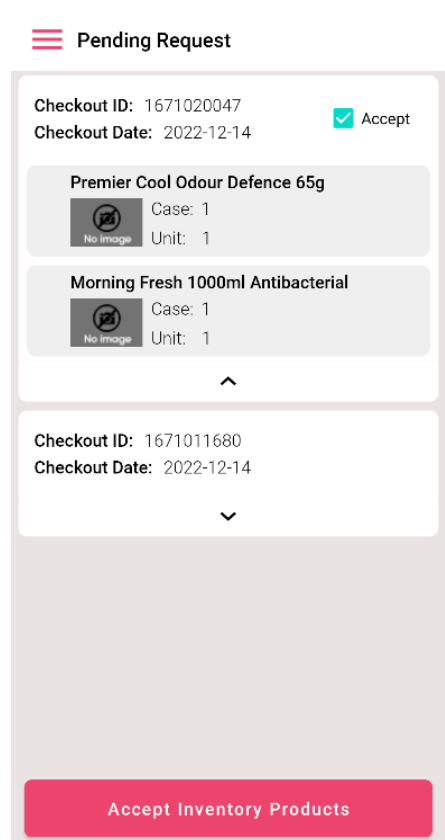 Pending Request
Checkout ID: 1671020047
Checkout Date: 2022-12-14
Accept
Premier Cool Odour Defence 65g
No image
Case: 1
Unit: 1
Morning Fresh 1000ml Antibacterial
No image
Case: 1
Unit: 1
Checkout ID: 1671011680
Checkout Date: 2022-12-14
Accept Inventory Products